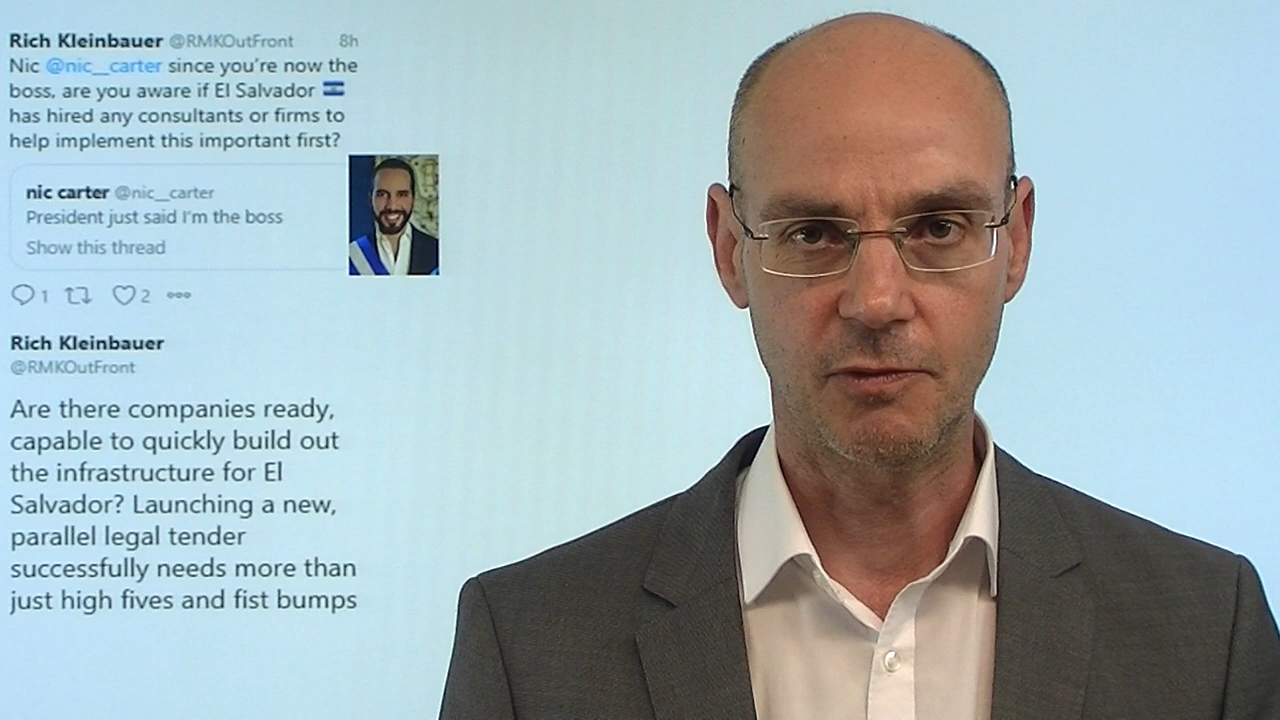 Rich Kleinbauer @RMKOutFront 8h
Nic @nic__carter since you're now the
boss, are you aware if El Salvador
has hired any consultants or firms to
help implement this important first?
nic carter @nic__carter
President just said I'm the boss
Show this thread
1 2
Rich Kleinbauer
@RMKOutFront
Are there companies ready,
capable to quickly build out
the infrastructure for El
Salvador? Launching a new,
parallel legal tender
successfully needs more than
just high fives and fist bumps